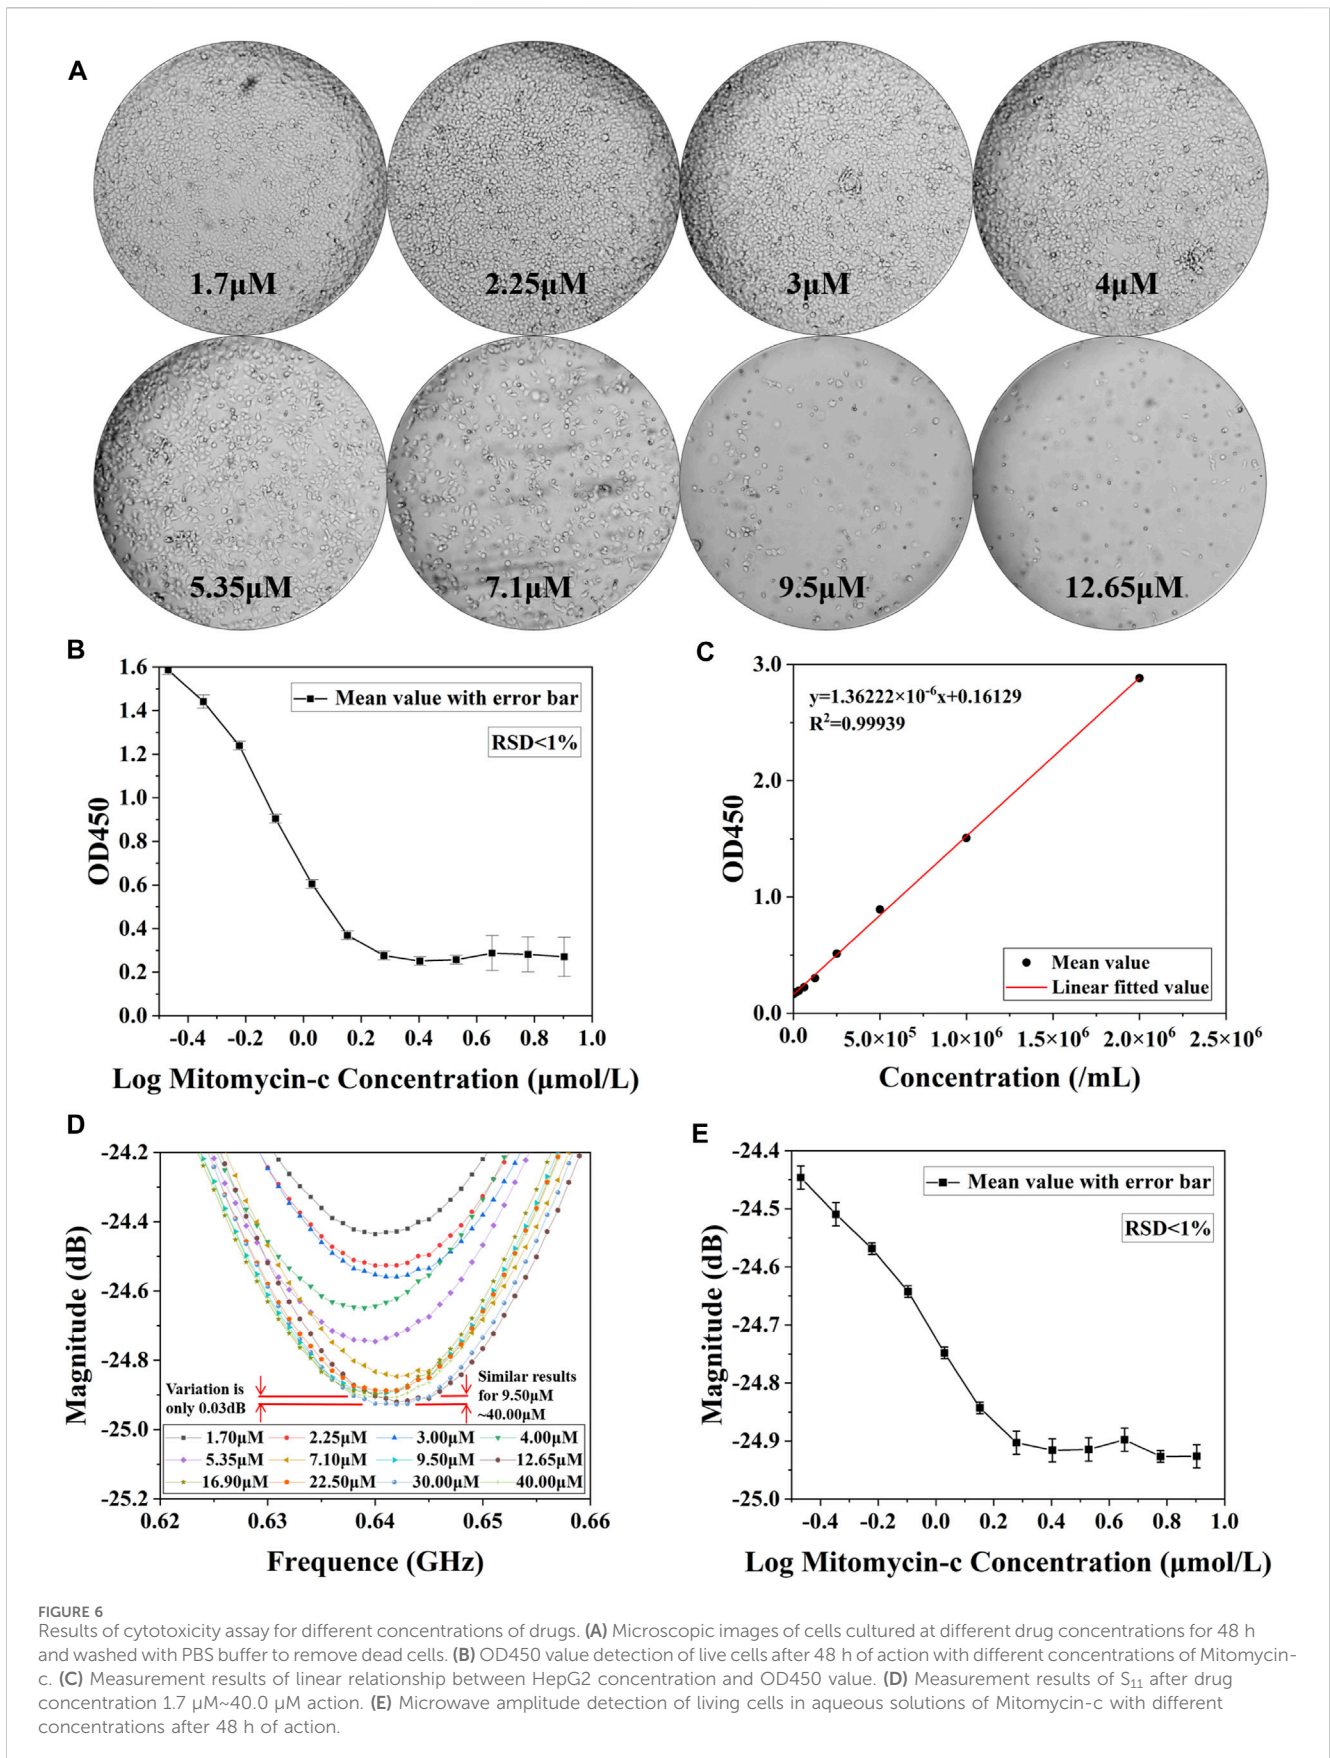 A
1.7μM
2.25μM
3μM
4μM
5.35μM
7.1μM
9.5μM
12.65μM
B
1.6
1.4
1.2
1.0
0.8
0.6
0.4
0.2
0.0
OD450
Mean value with error bar
RSD<1%
-0.4 -0.2 0.0 0.2 0.4 0.6 0.8 1.0
Log Mitomycin-c Concentration (μmol/L)
C
3.0
2.0
1.0
0.0
OD450
y=1.36222×10⁻⁶x+0.16129
R²=0.99939
Mean value
Linear fitted value
0.0 5.0×10⁵ 1.0×10⁶ 1.5×10⁶ 2.0×10⁶ 2.5×10⁶
Concentration (/mL)
D
-24.2
-24.4
-24.6
-24.8
-25.0
-25.2
Magnitude (dB)
Variation is
only 0.03dB
Similar results
for 9.50μM
~40.00μM
1.70μM 2.25μM 3.00μM 4.00μM
5.35μM 7.10μM 9.50μM 12.65μM
16.90μM 22.50μM 30.00μM 40.00μM
0.62 0.63 0.64 0.65 0.66
Frequence (GHz)
E
-24.4
-24.5
-24.6
-24.7
-24.8
-24.9
-25.0
Magnitude (dB)
Mean value with error bar
RSD<1%
-0.4 -0.2 0.0 0.2 0.4 0.6 0.8 1.0
Log Mitomycin-c Concentration (μmol/L)
FIGURE 6
Results of cytotoxicity assay for different concentrations of drugs. (A) Microscopic images of cells cultured at different drug concentrations for 48 h
and washed with PBS buffer to remove dead cells. (B) OD450 value detection of live cells after 48 h of action with different concentrations of Mitomycin-
c. (C) Measurement results of linear relationship between HepG2 concentration and OD450 value. (D) Measurement results of S₁₁ after drug
concentration 1.7 μM~40.0 μM action. (E) Microwave amplitude detection of living cells in aqueous solutions of Mitomycin-c with different
concentrations after 48 h of action.